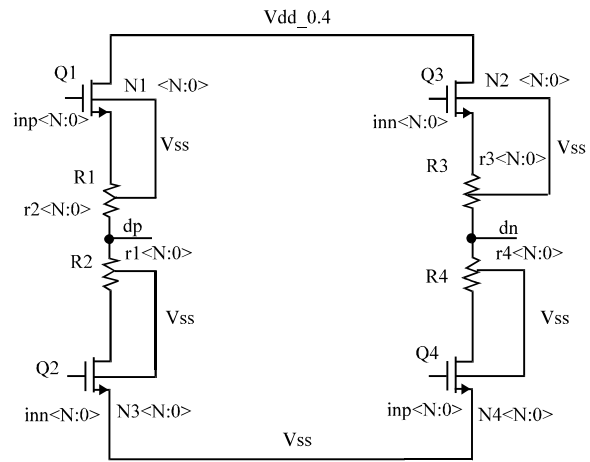 Vdd_0.4
Q1
N1 <N:0>
inp<N:0>
Vss
R1
r2<N:0>
dp
r1<N:0>
R2
Vss
Q2
inn<N:0>
N3<N:0>
Q3
N2 <N:0>
inn<N:0>
r3<N:0>
Vss
R3
dn
r4<N:0>
R4
Vss
Q4
inp<N:0>
N4<N:0>
Vss